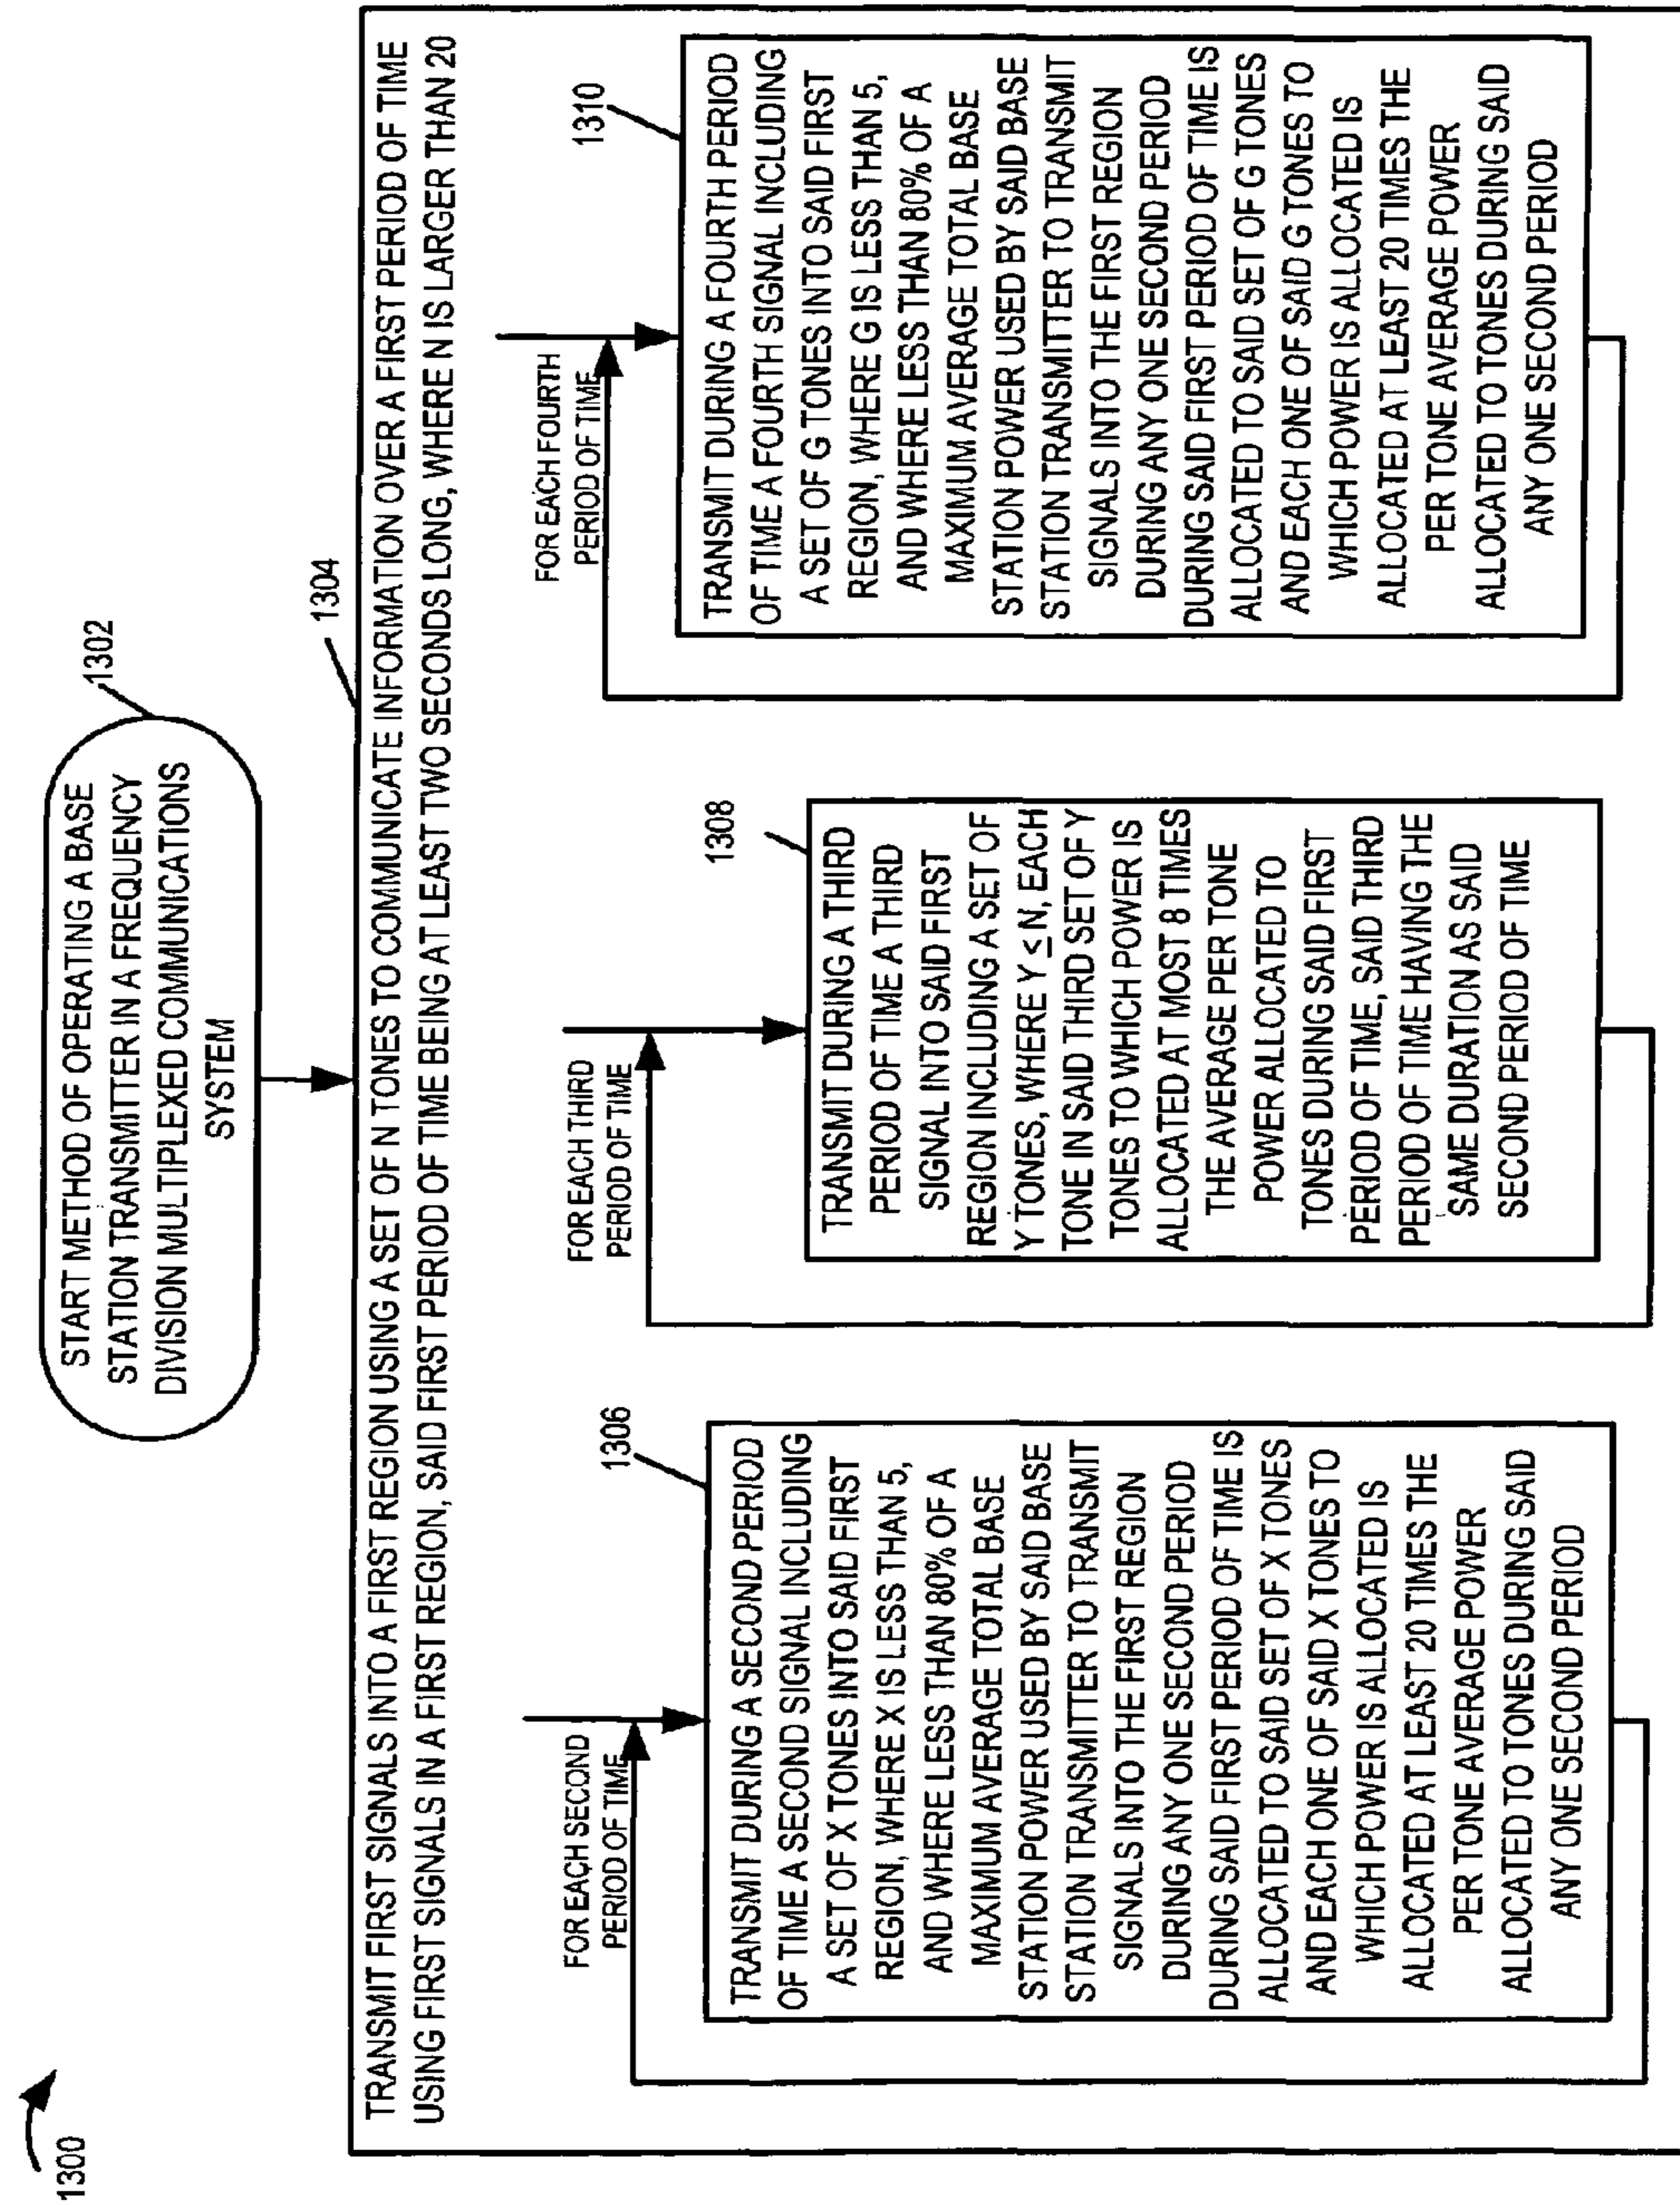 1300
START METHOD OF OPERATING A BASE
STATION TRANSMITTER IN A FREQUENCY
DIVISION MULTIPLEXED COMMUNICATIONS
SYSTEM
1302
1304
TRANSMIT FIRST SIGNALS INTO A FIRST REGION USING A SET OF N TONES TO COMMUNICATE INFORMATION OVER A FIRST PERIOD OF TIME
USING FIRST SIGNALS IN A FIRST REGION, SAID FIRST PERIOD OF TIME BEING AT LEAST TWO SECONDS LONG, WHERE N IS LARGER THAN 20
FOR EACH SECOND
PERIOD OF TIME
1306
TRANSMIT DURING A SECOND PERIOD
OF TIME A SECOND SIGNAL INCLUDING
A SET OF X TONES INTO SAID FIRST
REGION, WHERE X IS LESS THAN 5,
AND WHERE LESS THAN 80% OF A
MAXIMUM AVERAGE TOTAL BASE
STATION POWER USED BY SAID BASE
STATION TRANSMITTER TO TRANSMIT
SIGNALS INTO THE FIRST REGION
DURING ANY ONE SECOND PERIOD
DURING SAID FIRST PERIOD OF TIME IS
ALLOCATED TO SAID SET OF X TONES
AND EACH ONE OF SAID X TONES TO
WHICH POWER IS ALLOCATED IS
ALLOCATED AT LEAST 20 TIMES THE
PER TONE AVERAGE POWER
ALLOCATED TO TONES DURING SAID
ANY ONE SECOND PERIOD
FOR EACH THIRD
PERIOD OF TIME
1308
TRANSMIT DURING A THIRD
PERIOD OF TIME A THIRD
SIGNAL INTO SAID FIRST
REGION INCLUDING A SET OF
Y TONES, WHERE Y ≤ N, EACH
TONE IN SAID THIRD SET OF Y
TONES TO WHICH POWER IS
ALLOCATED AT MOST 8 TIMES
THE AVERAGE PER TONE
POWER ALLOCATED TO
TONES DURING SAID FIRST
PERIOD OF TIME, SAID THIRD
PERIOD OF TIME HAVING THE
SAME DURATION AS SAID
SECOND PERIOD OF TIME
FOR EACH FOURTH
PERIOD OF TIME
1310
TRANSMIT DURING A FOURTH PERIOD
OF TIME A FOURTH SIGNAL INCLUDING
A SET OF G TONES INTO SAID FIRST
REGION, WHERE G IS LESS THAN 5,
AND WHERE LESS THAN 80% OF A
MAXIMUM AVERAGE TOTAL BASE
STATION POWER USED BY SAID BASE
STATION TRANSMITTER TO TRANSMIT
SIGNALS INTO THE FIRST REGION
DURING ANY ONE SECOND PERIOD
DURING SAID FIRST PERIOD OF TIME IS
ALLOCATED TO SAID SET OF G TONES
AND EACH ONE OF SAID G TONES TO
WHICH POWER IS ALLOCATED IS
ALLOCATED AT LEAST 20 TIMES THE
PER TONE AVERAGE POWER
ALLOCATED TO TONES DURING SAID
ANY ONE SECOND PERIOD